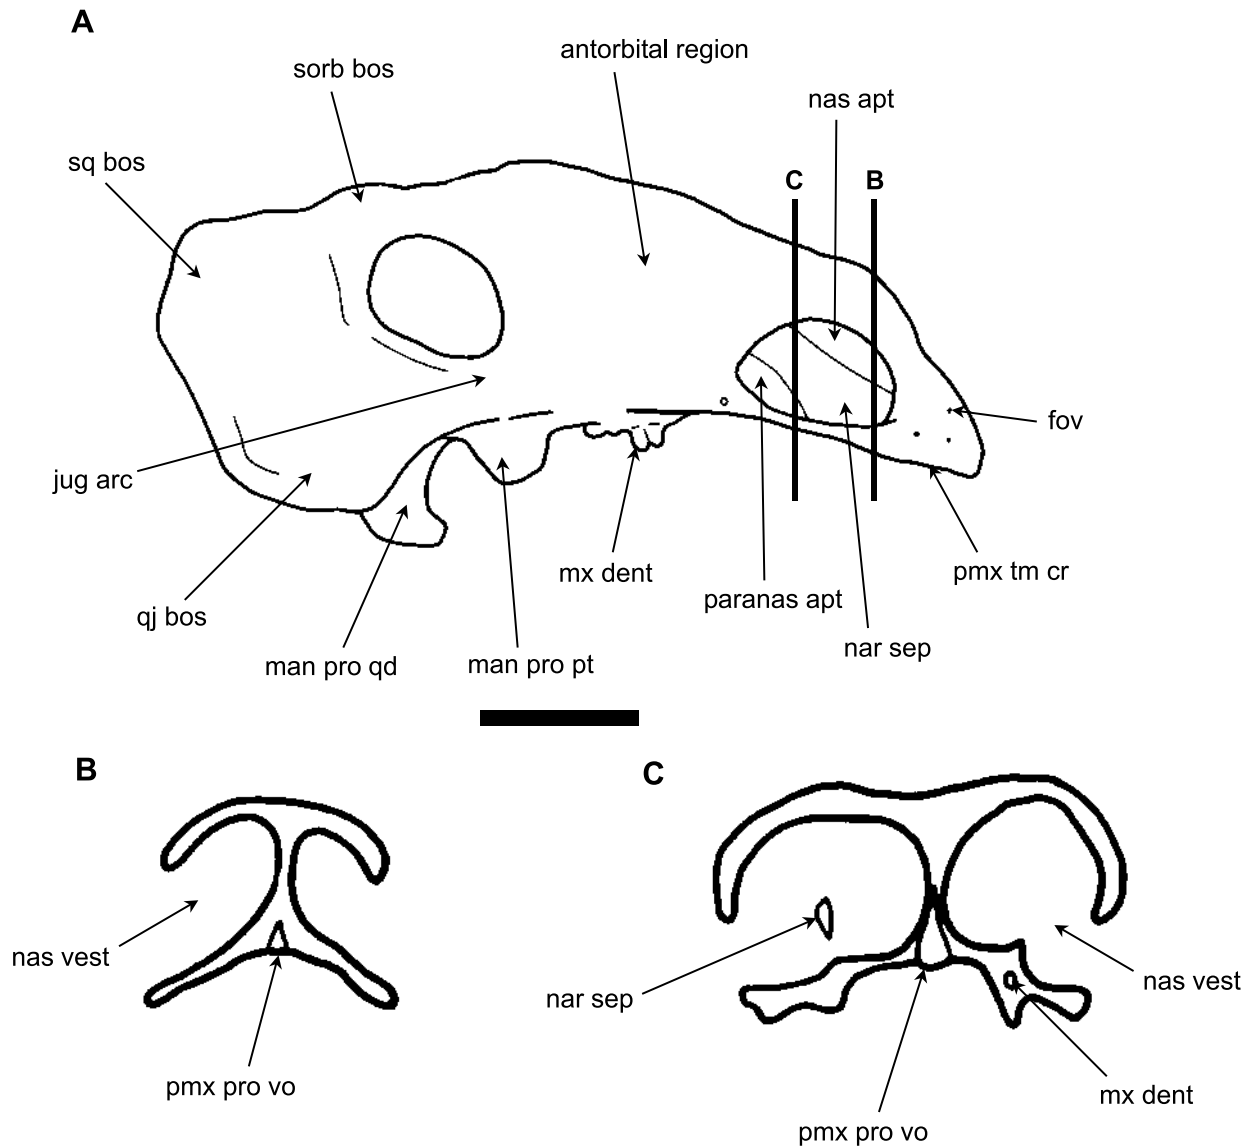 A
sorb bos
antorbital region
nas apt
sq bos
C
B
fov
jug arc
mx dent
pmx tm cr
paranas apt
qj bos
nar sep
man pro qd
man pro pt
B
C
nas vest
nar sep
nas vest
pmx pro vo
mx dent
pmx pro vo